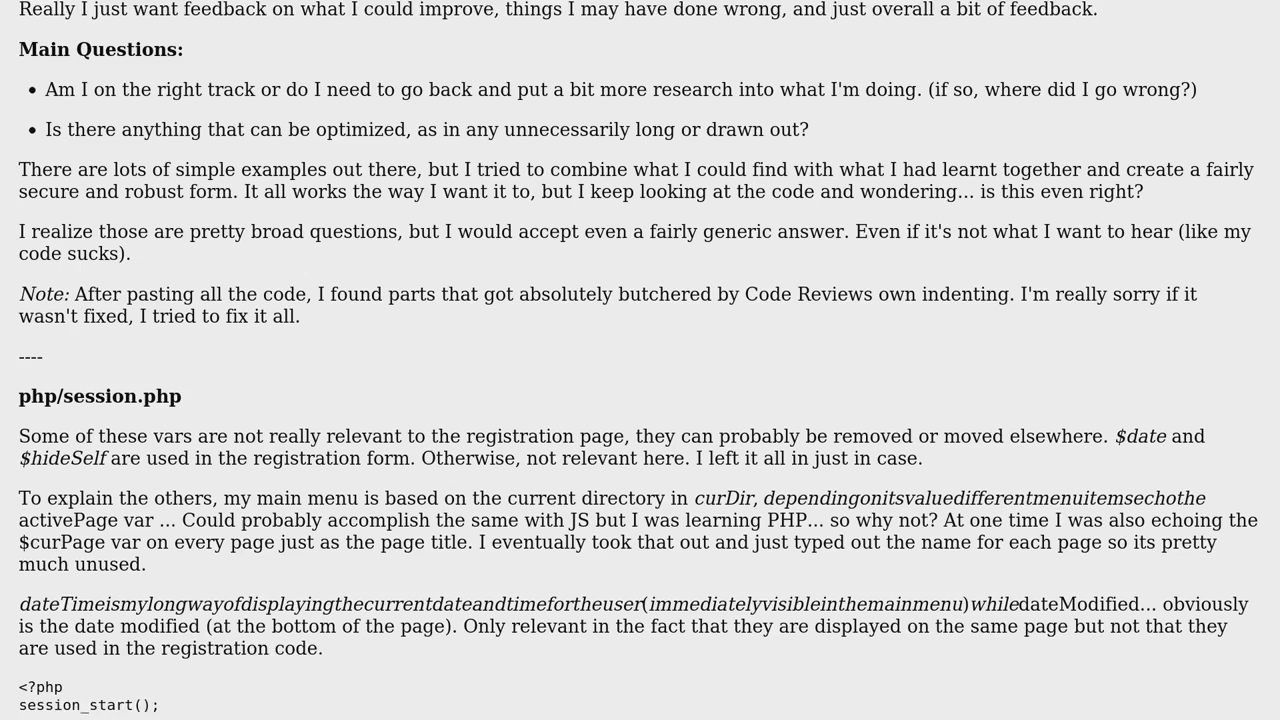 Really I just want feedback on what I could improve, things I may have done wrong, and just overall a bit of feedback.
Main Questions:
• Am I on the right track or do I need to go back and put a bit more research into what I'm doing. (if so, where did I go wrong?)
• Is there anything that can be optimized, as in any unnecessarily long or drawn out?
There are lots of simple examples out there, but I tried to combine what I could find with what I had learnt together and create a fairly
secure and robust form. It all works the way I want it to, but I keep looking at the code and wondering... is this even right?
I realize those are pretty broad questions, but I would accept even a fairly generic answer. Even if it's not what I want to hear (like my
code sucks).
Note: After pasting all the code, I found parts that got absolutely butchered by Code Reviews own indenting. I'm really sorry if it
wasn't fixed, I tried to fix it all.
----
php/session.php
Some of these vars are not really relevant to the registration page, they can probably be removed or moved elsewhere. $date and
$hideSelf are used in the registration form. Otherwise, not relevant here. I left it all in just in case.
To explain the others, my main menu is based on the current directory in curDir, dependingonitsvaluedifferentmenuitemsechothe
activePage var ... Could probably accomplish the same with JS but I was learning PHP... so why not? At one time I was also echoing the
$curPage var on every page just as the page title. I eventually took that out and just typed out the name for each page so its pretty
much unused.
dateTimeismylongwayofdisplayingthecurrentdateandtimefortheuser(immediatelyvisibleinthemainmenu)whiledateModified... obviously
is the date modified (at the bottom of the page). Only relevant in the fact that they are displayed on the same page but not that they
are used in the registration code.
<?php
session_start();